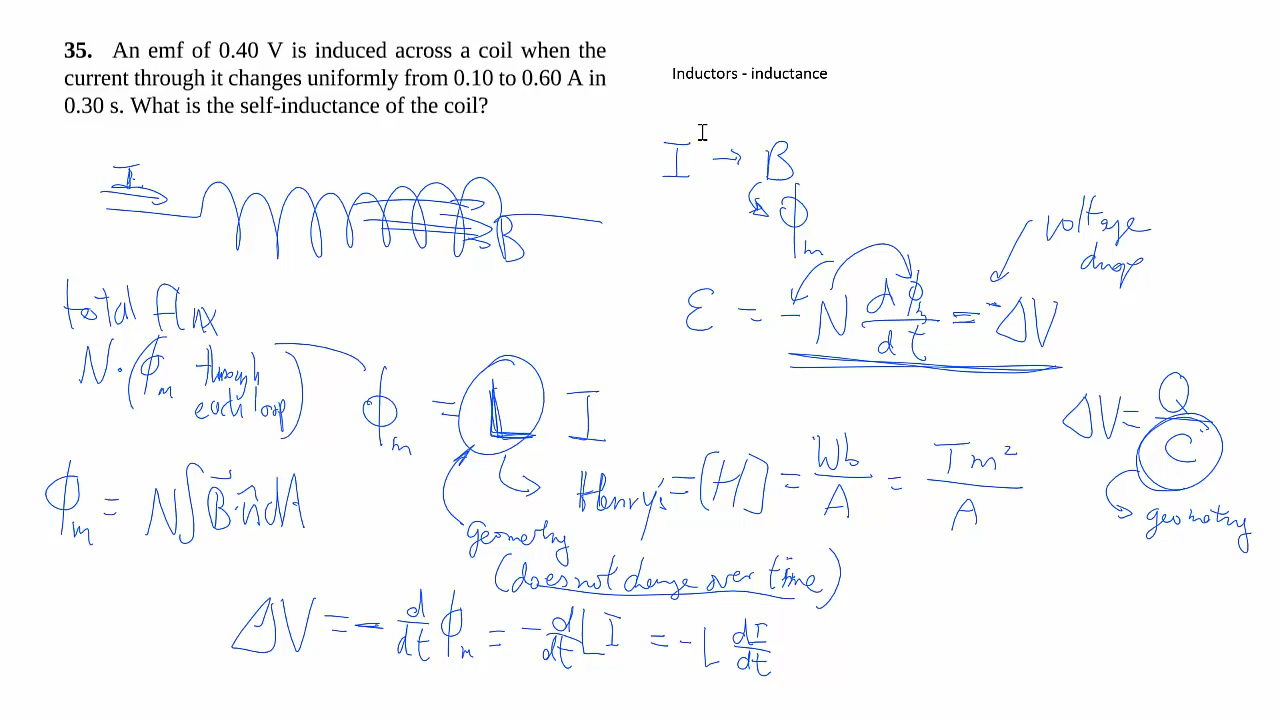 35. An emf of 0.40 V is induced across a coil when the
current through it changes uniformly from 0.10 to 0.60 A in
0.30 s. What is the self-inductance of the coil?
Inductors - inductance
I → B
I
B
ϕm
voltage
drop
ℰ = - N dϕm/dt = -ΔV
total flux
N · (ϕm through
each loop)
ϕm = L I
ΔV = Q/C
geometry
Henry's = [H] = Wb/A = Tm²/A
ϕm = N∫B⃗·n̂dA
geometry
(does not change over time)
ΔV = - d/dt ϕm = - d/dt L I = - L dI/dt